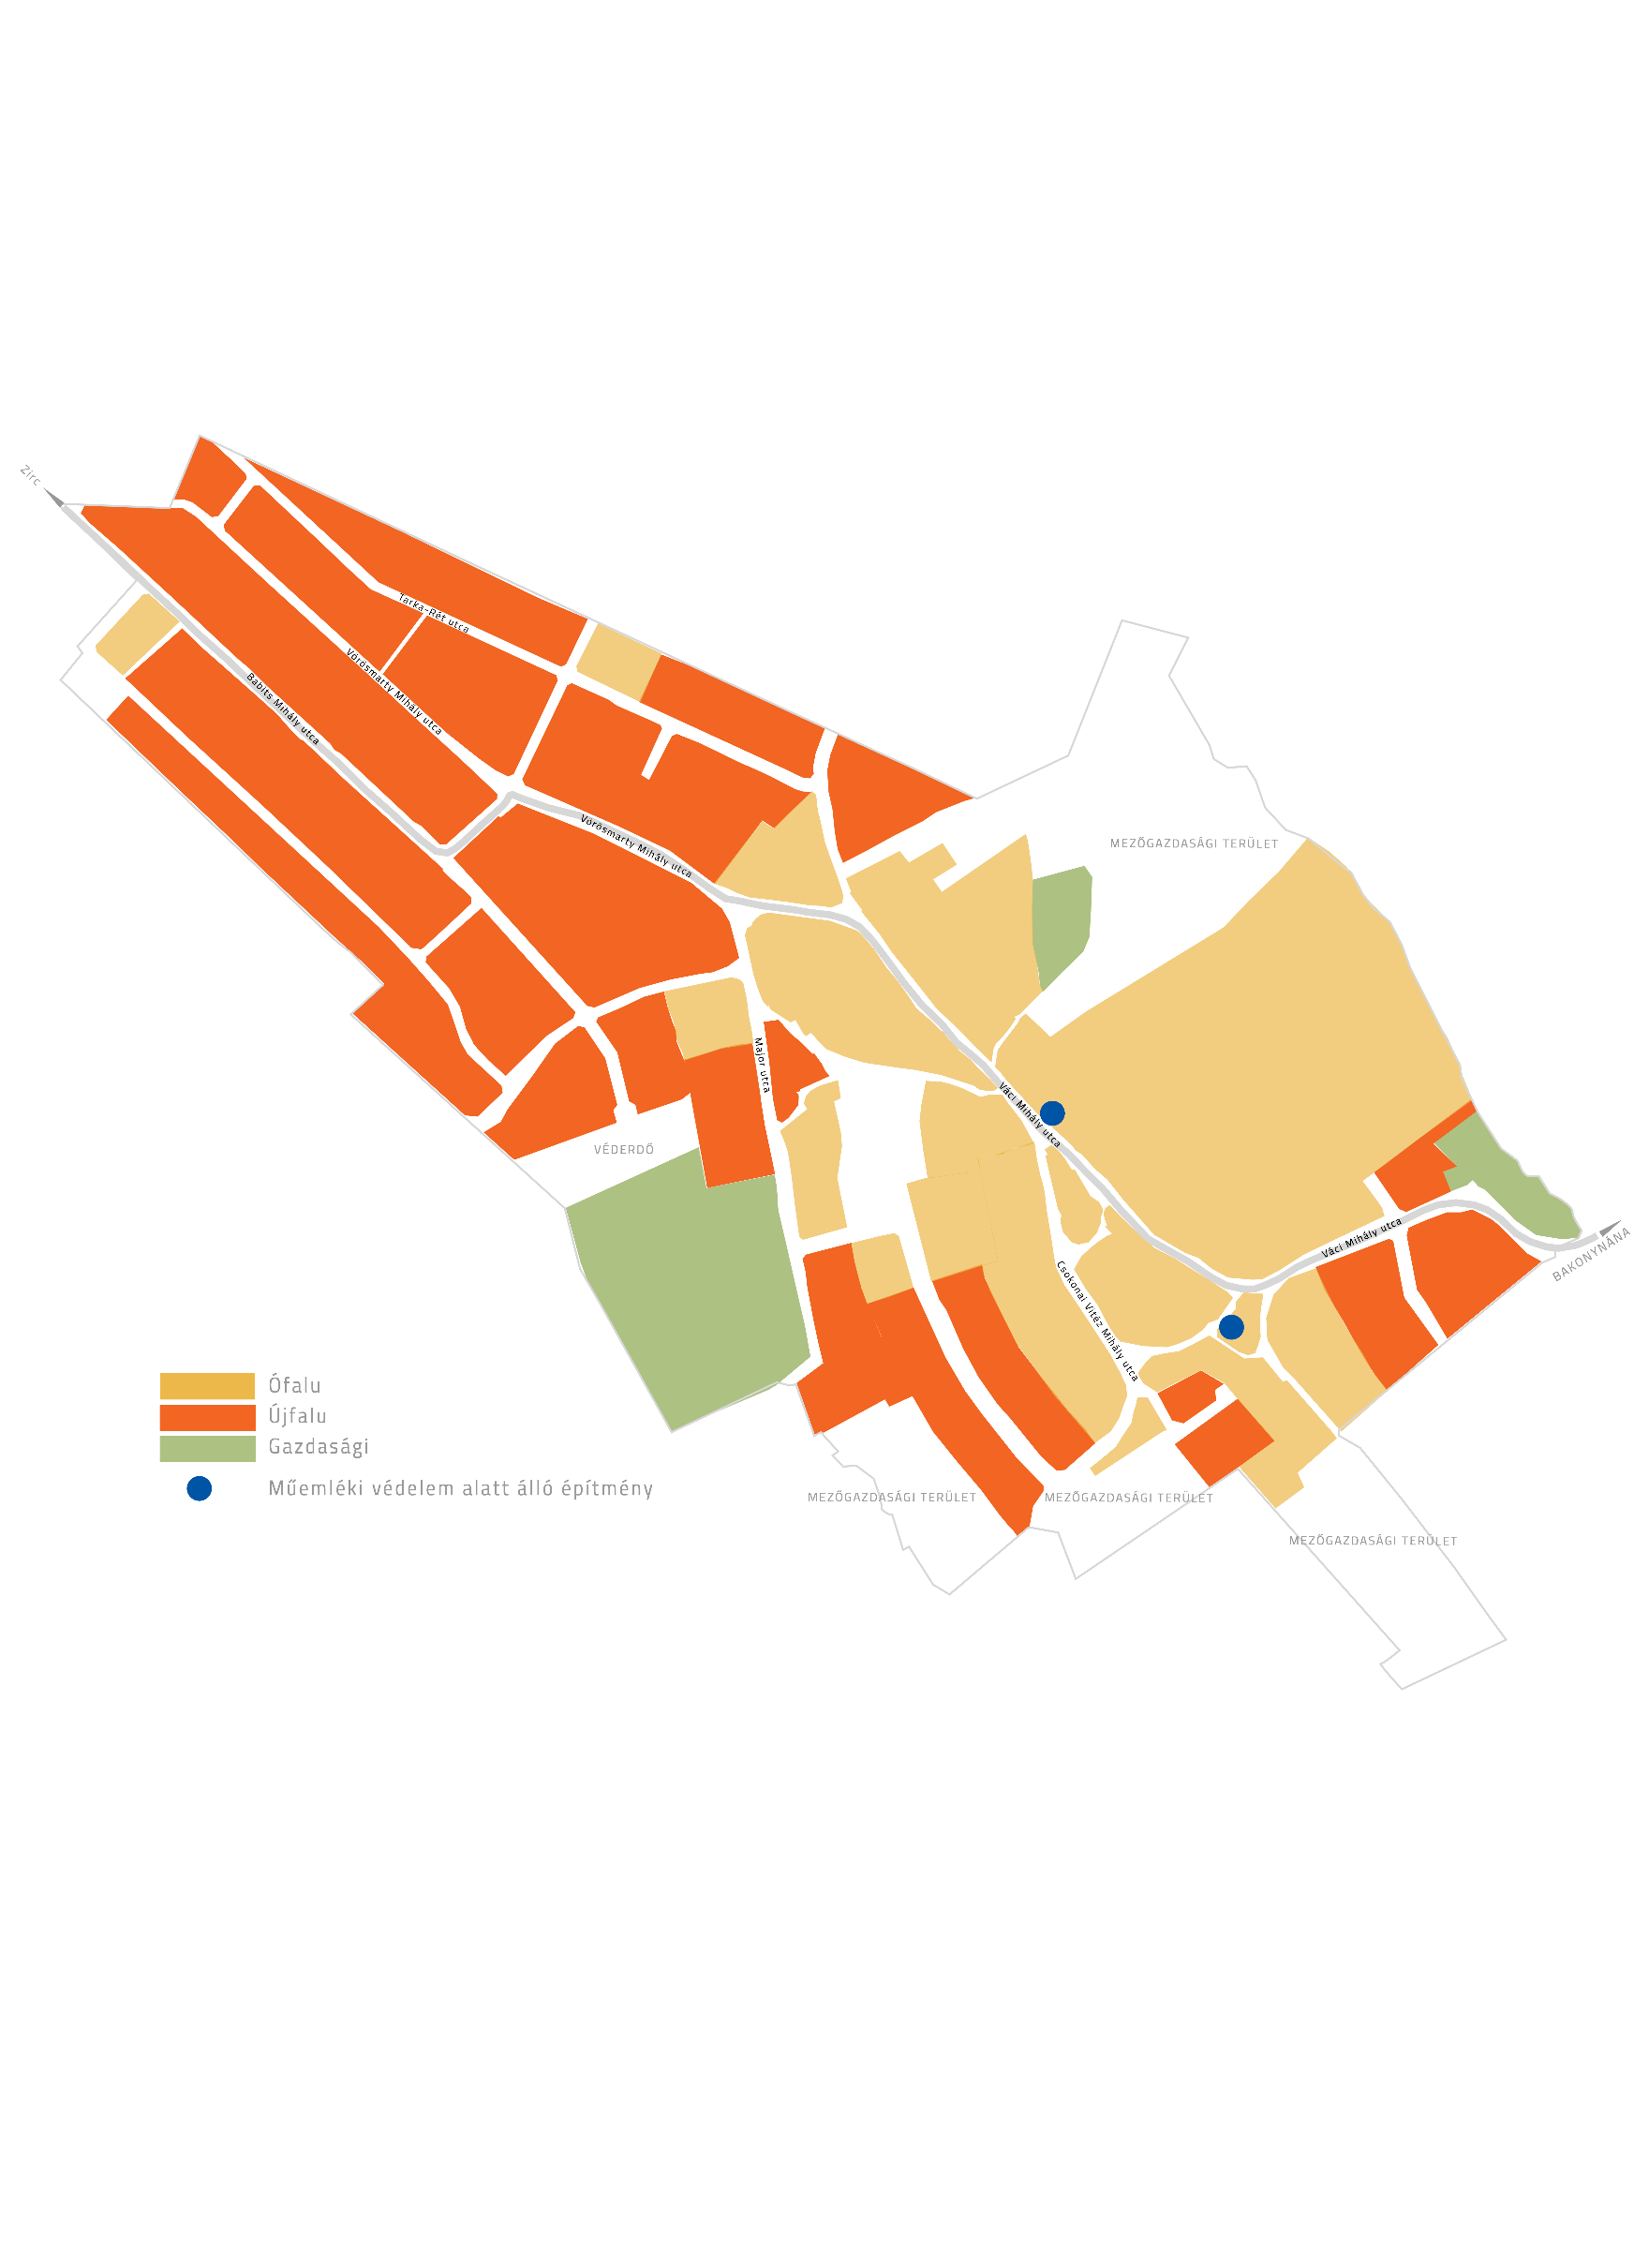 Zirc
Tarka-Rét utca
Vörösmarty Mihály utca
Babits Mihály utca
Vörösmarty Mihály utca
MEZŐGAZDASÁGI TERÜLET
Major utca
Váci Mihály utca
VÉDERDŐ
Váci Mihály utca
BAKONYNÁNA
Csokonai Vitéz Mihály utca
Ófalu
Újfalu
Gazdasági
Műemléki védelem alatt álló építmény
MEZŐGAZDASÁGI TERÜLET
MEZŐGAZDASÁGI TERÜLET
MEZŐGAZDASÁGI TERÜLET